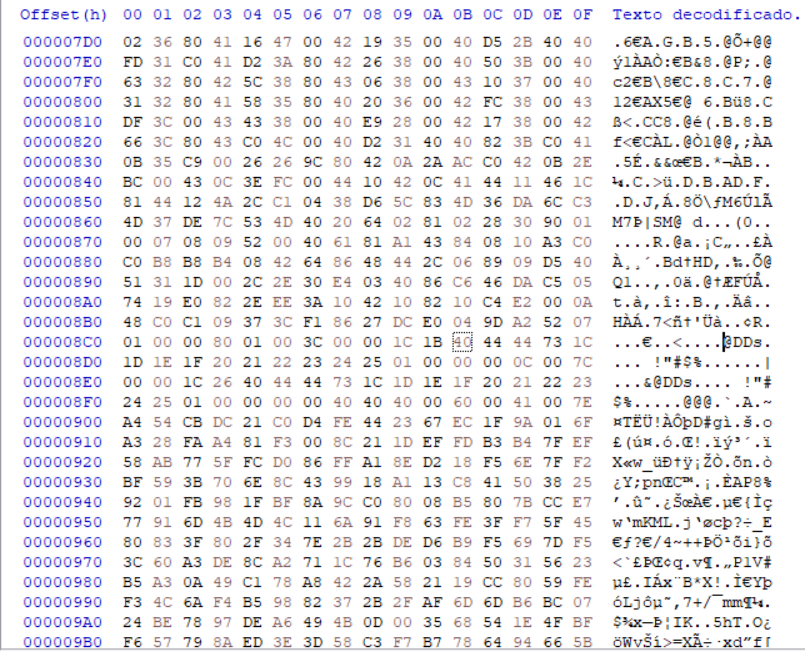 Offset(h) 00 01 02 03 04 05 06 07 08 09 0A 0B 0C 0D 0E 0F Texto decodificado.
000007D0 02 36 80 41 16 47 00 42 19 35 00 40 D5 2B 40 40 .6€A.G.B.5.@Õ+@@
000007E0 FD 31 C0 41 D2 3A 80 42 26 38 00 40 50 3B 00 40 ý1ÀAÒ:€B&8.@P;.@
000007F0 63 32 80 42 5C 38 80 43 06 38 00 43 10 37 00 40 c2€B\8€C.8.C.7.@
00000800 31 32 80 41 58 35 80 40 20 36 00 42 FC 38 00 43 12€AX5€@ 6.Bü8.C
00000810 DF 3C 00 43 43 38 00 40 E9 28 00 42 17 38 00 42 ß<.CC8.@é(.B.8.B
00000820 66 3C 80 43 C0 4C 00 40 D2 31 40 40 82 3B C0 41 f<€CÀL.@Ò1@@‚;ÀA
00000830 0B 35 C9 00 26 26 9C 80 42 0A 2A AC C0 42 0B 2E .5É.&&œ€B.*¬ÀB..
00000840 BC 00 43 0C 3E FC 00 44 10 42 0C 41 44 11 46 1C ¼.C.>ü.D.B.AD.F.
00000850 81 44 12 4A 2C C1 04 38 D6 5C 83 4D 36 DA 6C C3 .D.J,Á.8Ö\ƒM6ÚlÃ
00000860 4D 37 DE 7C 53 4D 40 20 64 02 81 02 28 30 90 01 M7Þ|SM@ d...(0..
00000870 00 07 08 09 52 00 40 61 81 A1 43 84 08 10 A3 C0 ....R.@a.¡C„..£À
00000880 C0 B8 B8 B4 08 42 64 86 48 44 2C 06 89 09 D5 40 À¸¸´.Bd†HD,.‰.Õ@
00000890 51 31 1D 00 2C 2E 30 E4 03 40 86 C6 46 DA C5 05 Q1..,.0ä.@†ÆFÚÅ.
000008A0 74 19 E0 82 2E EE 3A 10 42 10 82 10 C4 E2 00 0A t.à‚.î:.B.‚.Äâ..
000008B0 48 C0 C1 09 37 3C F1 86 27 DC E0 04 9D A2 52 07 HÀÁ.7<ñ†'Üà..¢R.
000008C0 01 00 00 80 01 00 3C 00 00 1C 1B 40 44 44 73 1C ...€..<....@DDs.
000008D0 1D 1E 1F 20 21 22 23 24 25 01 00 00 00 0C 00 7C ... !"#$%......|
000008E0 00 00 1C 26 40 44 44 73 1C 1D 1E 1F 20 21 22 23 ...&@DDs.... !"#
000008F0 24 25 01 00 00 00 00 40 40 40 00 60 00 41 00 7E $%.....@@@.`.A.~
00000900 A4 54 CB DC 21 C0 D4 FE 44 23 67 EC 1F 9A 01 6F ¤TËÜ!ÀÔþD#gì.š.o
00000910 A3 28 FA A4 81 F3 00 8C 21 1D EF FD B3 B4 7F EF £(ú¤.ó.Œ!.ïý³´.ï
00000920 58 AB 77 5F FC D0 86 FF A1 8E D2 18 F5 6E 7F F2 X«w_üÐ†ÿ¡ŽÒ.õn.ò
00000930 BF 59 3B 70 6E 8C 43 99 18 A1 13 C8 41 50 38 25 ¿Y;pnŒC™.¡.ÈAP8%
00000940 92 01 FB 98 1F BF 8A 9C C0 80 08 B5 80 7B CC E7 ’.û˜.¿ŠœÀ€.µ€{Ìç
00000950 77 91 6D 4B 4D 4C 11 6A 91 F8 63 FE 3F F7 5F 45 w‘mKML.j‘øcþ?÷_E
00000960 80 83 3F 80 2F 34 7E 2B 2B DE D6 B9 F5 69 7D F5 €ƒ?€/4~++ÞÖ¹õi}õ
00000970 3C 60 A3 DE 8C A2 71 1C 76 B6 03 84 50 31 56 23 <`£ÞŒ¢q.v¶.„P1V#
00000980 B5 A3 0A 49 C1 78 A8 42 2A 58 21 19 CC 80 59 FE µ£.IÁx¨B*X!.Ì€Yþ
00000990 F3 4C 6A F4 B5 98 82 37 2B 2F AF 6D 6D B6 BC 07 óLjôµ˜‚7+/¯mm¶¼.
000009A0 24 BE 78 97 DE A6 49 4B 0D 00 35 68 54 1E 4F BF $¾x—Þ¦IK..5hT.O¿
000009B0 F6 57 79 8A ED 3E 3D 58 C3 F7 B7 78 64 94 66 5B öWyŠí>=XÃ÷·xd”f[